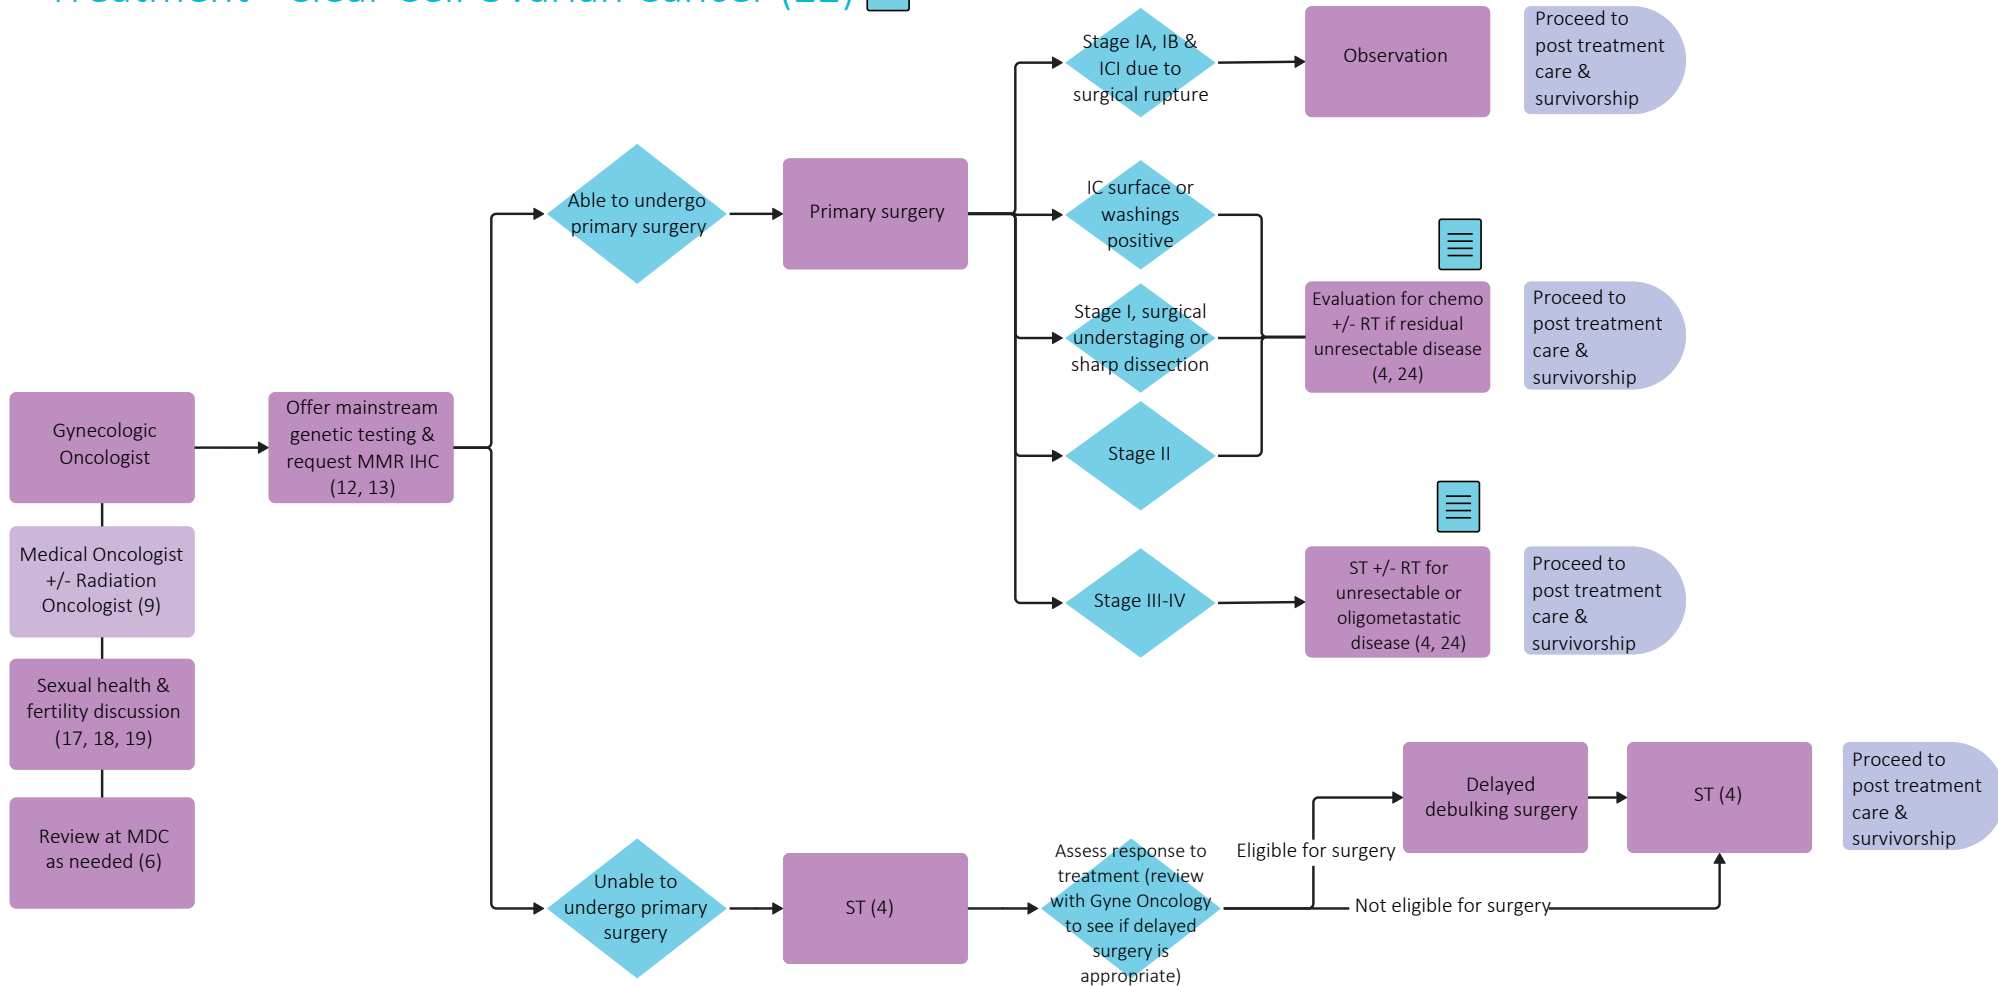 Treatment - Clear Cell Ovarian Cancer (22)
Stage IA, IB &
ICI due to
surgical rupture
Observation
Proceed to
post treatment
care &
survivorship
Able to undergo
primary surgery
Primary surgery
IC surface or
washings
positive
Stage I, surgical
understaging or
sharp dissection
Evaluation for chemo
+/- RT if residual
unresectable disease
(4, 24)
Proceed to
post treatment
care &
survivorship
Gynecologic
Oncologist
Offer mainstream
genetic testing &
request MMR IHC
(12, 13)
Stage II
Medical Oncologist
+/- Radiation
Oncologist (9)
Stage III-IV
ST +/- RT for
unresectable or
oligometastatic
disease (4, 24)
Proceed to
post treatment
care &
survivorship
Sexual health &
fertility discussion
(17, 18, 19)
Review at MDC
as needed (6)
Unable to
undergo primary
surgery
ST (4)
Assess response to
treatment (review
with Gyne Oncology
to see if delayed
surgery is
appropriate)
Eligible for surgery
Not eligible for surgery
Delayed
debulking surgery
ST (4)
Proceed to
post treatment
care &
survivorship